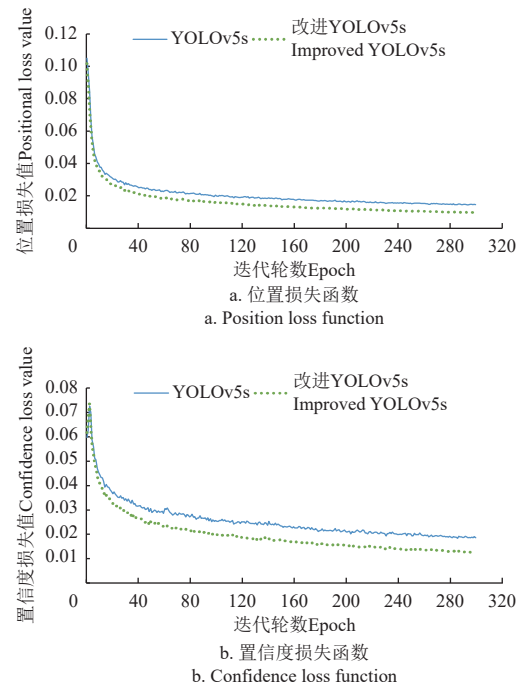 YOLOv5s
改进YOLOv5s
Improved YOLOv5s
位置损失值Positional loss value
0.12
0.10
0.08
0.06
0.04
0.02
0 40 80 120 160 200 240 280 320
迭代轮数Epoch
a. 位置损失函数
a. Position loss function
YOLOv5s
改进YOLOv5s
Improved YOLOv5s
置信度损失值Confidence loss value
0.08
0.07
0.06
0.05
0.04
0.03
0.02
0.01
0 40 80 120 160 200 240 280 320
迭代轮数Epoch
b. 置信度损失函数
b. Confidence loss function